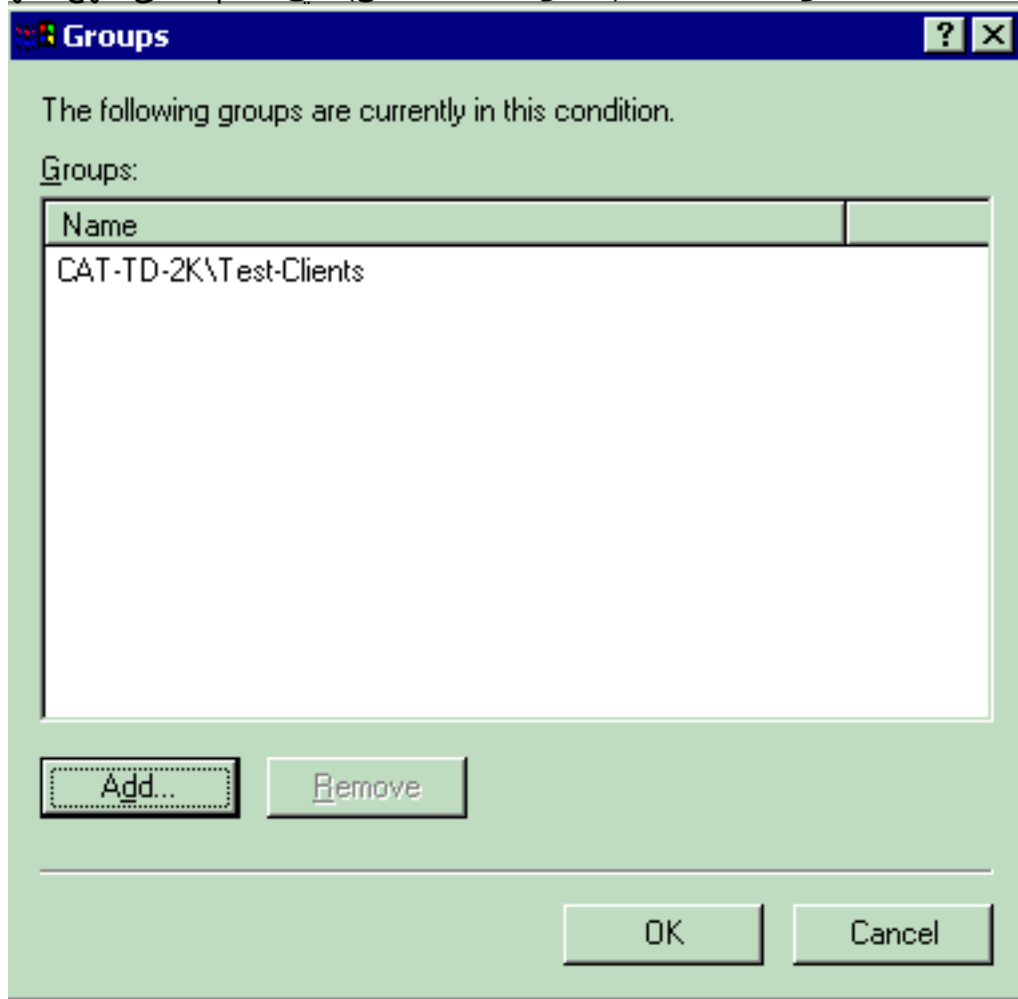 Groups
The following groups are currently in this condition.
Groups:
Name
CAT-TD-2K\Test-Clients
Add...
Remove
OK
Cancel